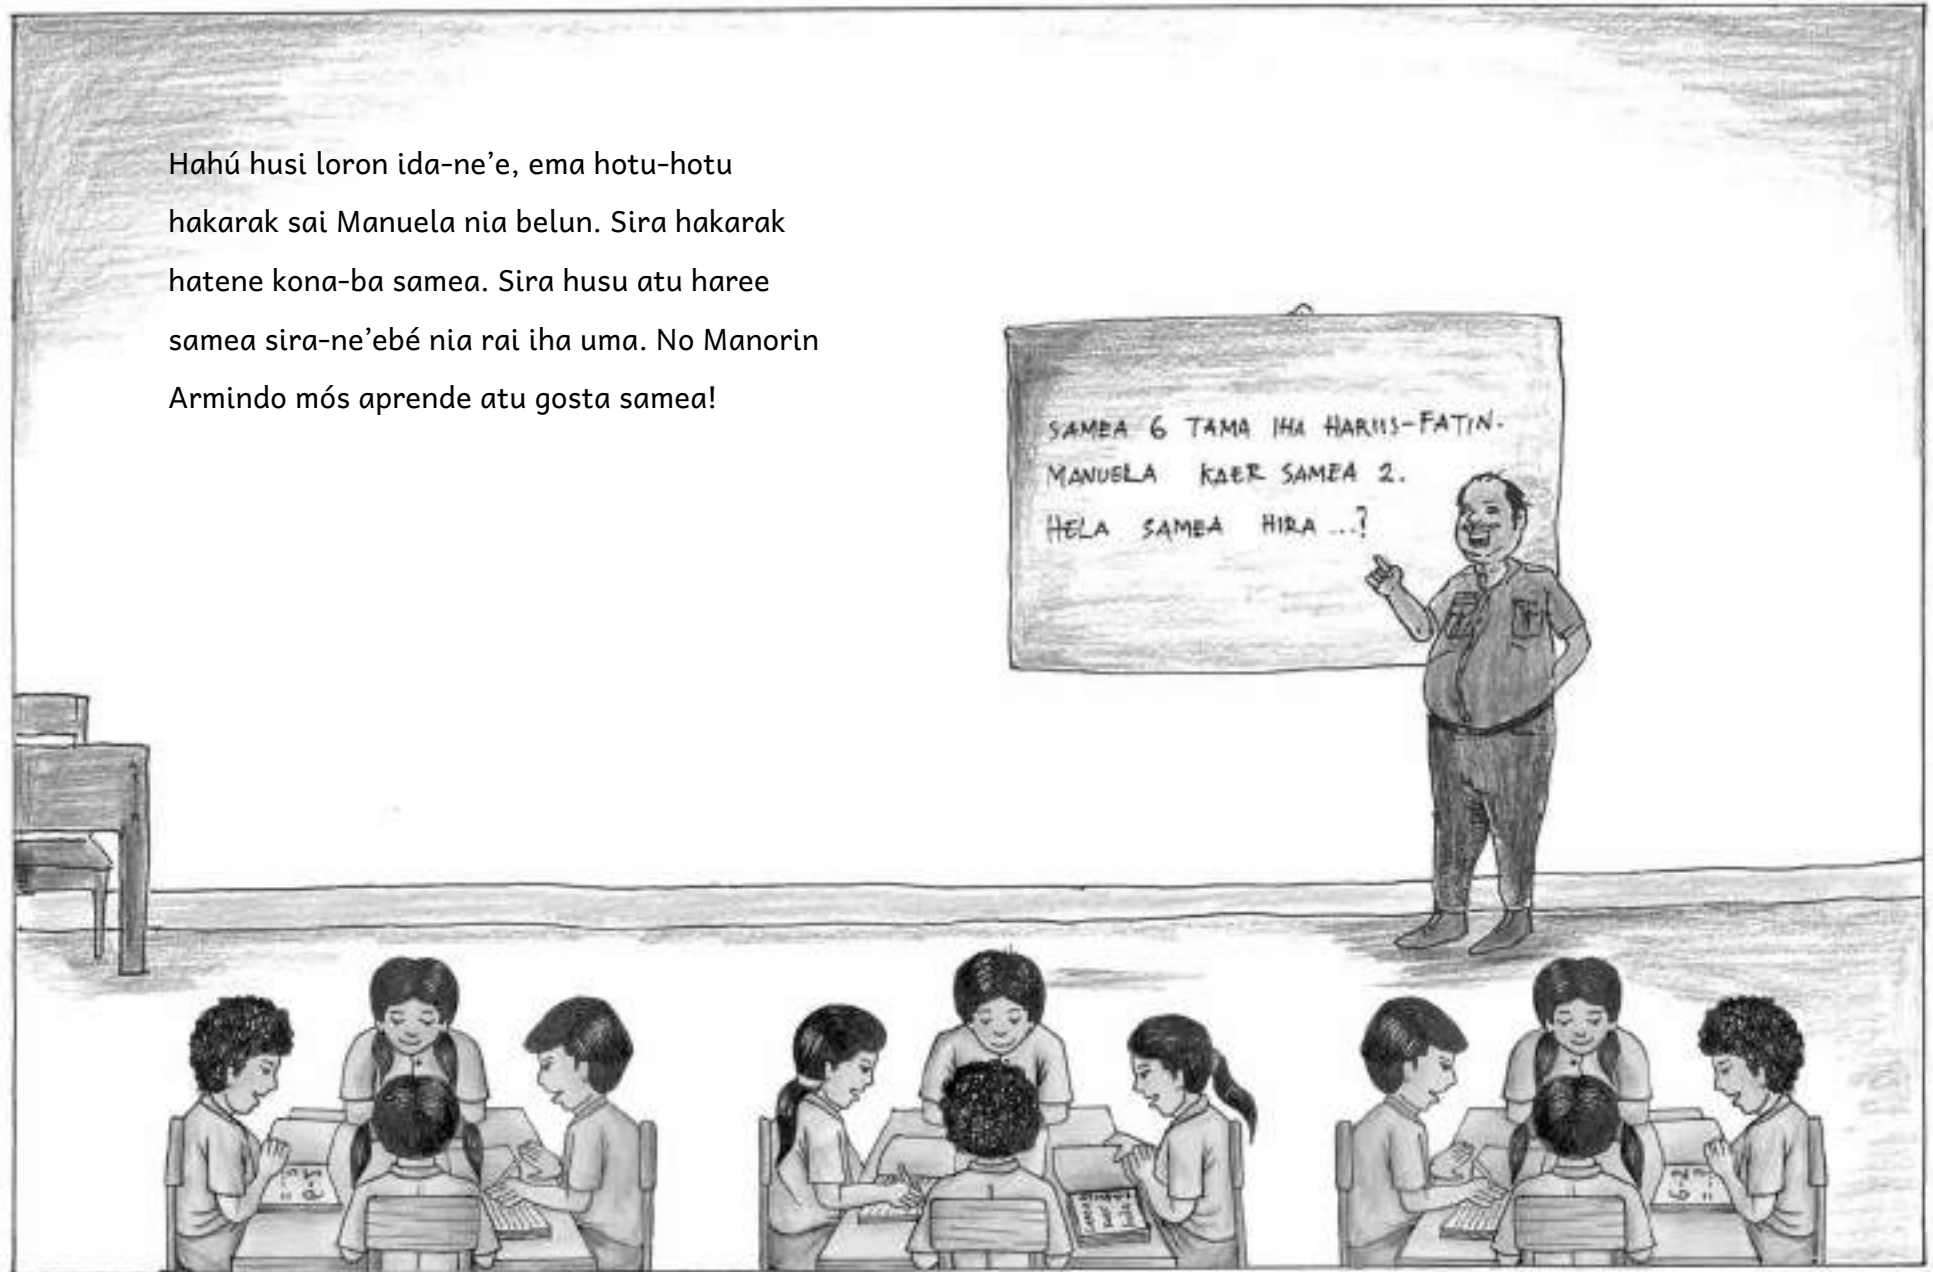 Hahú husi loron ida-ne’e, ema hotu-hotu
hakarak sai Manuela nia belun. Sira hakarak
hatene kona-ba samea. Sira husu atu haree
samea sira-ne’ebé nia rai iha uma. No Manorin
Armindo mós aprende atu gosta samea!
SAMEA 6 TAMA IHA HARIIS-FATIN.
MANUELA KAER SAMEA 2.
HELA SAMEA HIRA ...?